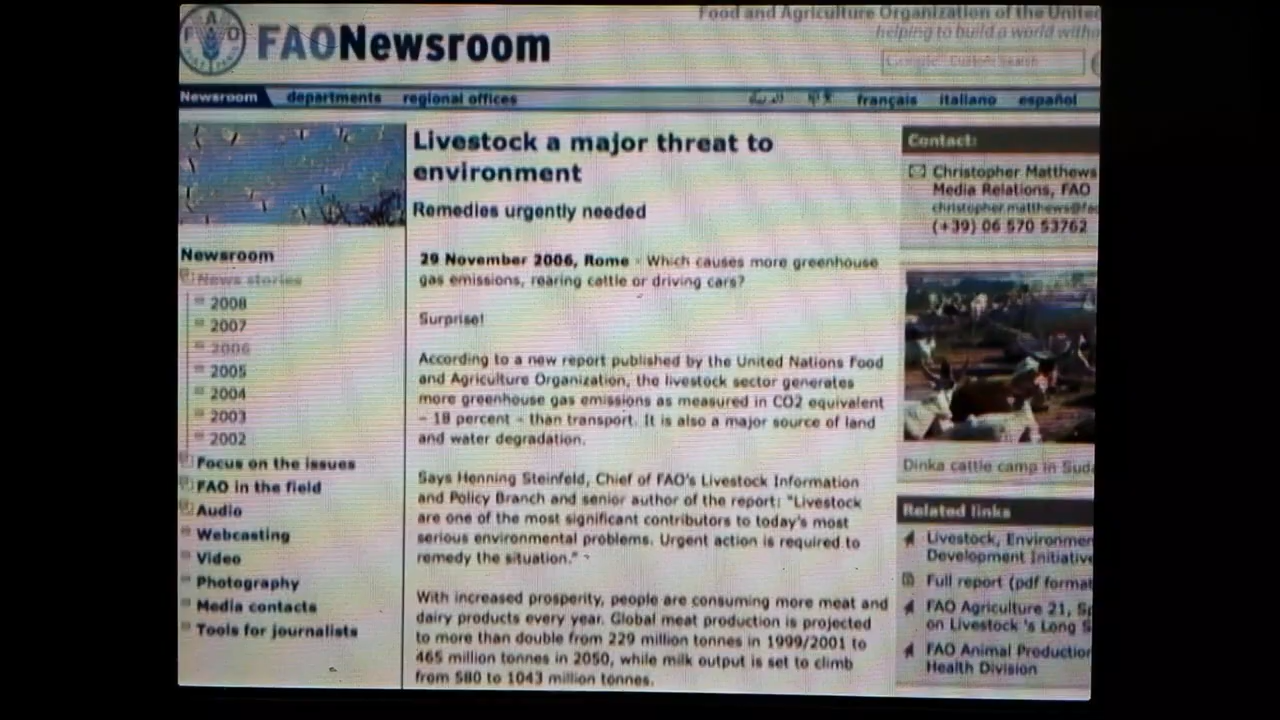 FAO
FAONewsroom
Food and Agriculture Organization of the United
helping to build a world witho
Google Custom Search
Newsroom departments regional offices
français italiano español
Livestock a major threat to
environment
Remedies urgently needed
29 November 2006, Rome - Which causes more greenhouse
gas emissions, rearing cattle or driving cars?
Surprise!
According to a new report published by the United Nations Food
and Agriculture Organization, the livestock sector generates
more greenhouse gas emissions as measured in CO2 equivalent
– 18 percent – than transport. It is also a major source of land
and water degradation.
Says Henning Steinfeld, Chief of FAO's Livestock Information
and Policy Branch and senior author of the report: "Livestock
are one of the most significant contributors to today's most
serious environmental problems. Urgent action is required to
remedy the situation."
With increased prosperity, people are consuming more meat and
dairy products every year. Global meat production is projected
to more than double from 229 million tonnes in 1999/2001 to
465 million tonnes in 2050, while milk output is set to climb
from 580 to 1043 million tonnes.
Newsroom
News stories
2008
2007
2006
2005
2004
2003
2002
Focus on the issues
FAO in the field
Audio
Webcasting
Video
Photography
Media contacts
Tools for journalists
Contact:
Christopher Matthews
Media Relations, FAO
christopher.matthews@fao
(+39) 06 570 53762
Dinka cattle camp in Suda
Related links
Livestock, Environmen
Development Initiative
Full report (pdf format
FAO Agriculture 21, Sp
on Livestock 's Long S
FAO Animal Production
Health Division